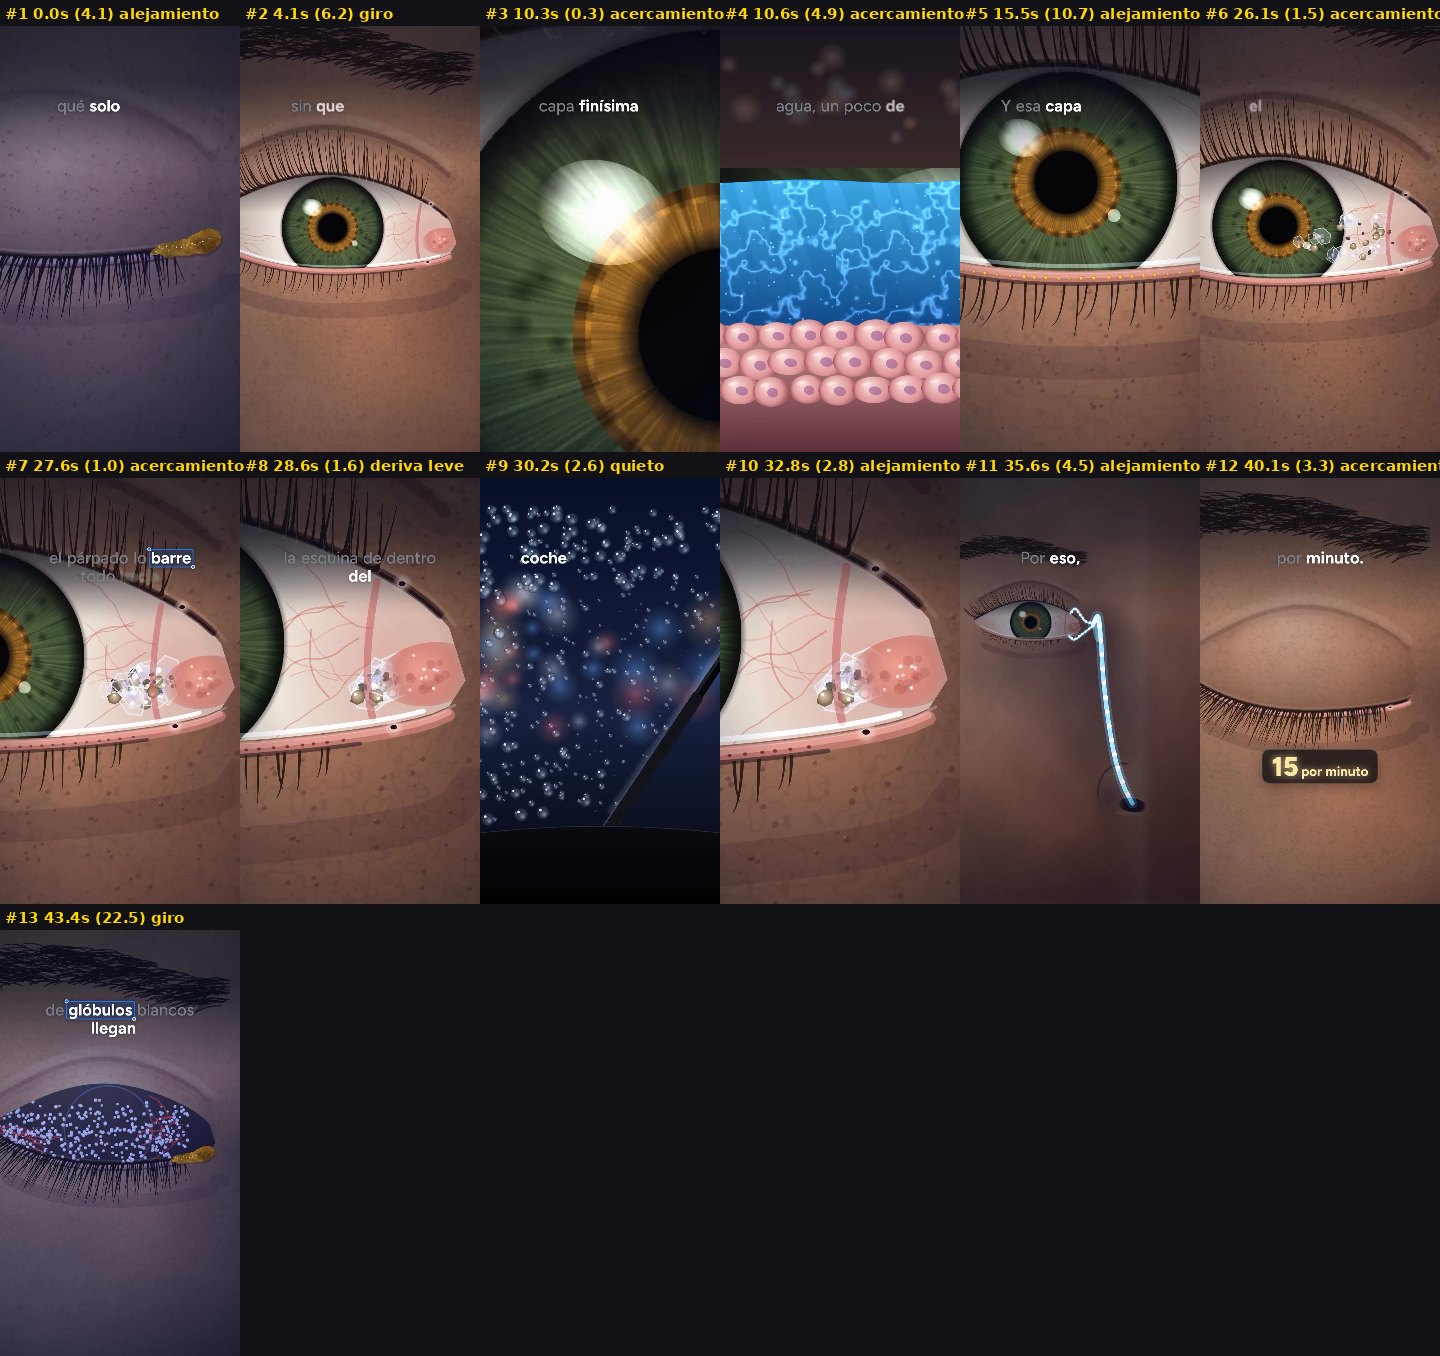 #1 0.0s (4.1) alejamiento
qué solo
#2 4.1s (6.2) giro
sin que
#3 10.3s (0.3) acercamiento
capa finísima
#4 10.6s (4.9) acercamiento
agua, un poco de
#5 15.5s (10.7) alejamiento
Y esa capa
#6 26.1s (1.5) acercamiento
el
#7 27.6s (1.0) acercamiento
el párpado lo barre
todo
#8 28.6s (1.6) deriva leve
la esquina de dentro
del
#9 30.2s (2.6) quieto
coche
#10 32.8s (2.8) alejamiento
#11 35.6s (4.5) alejamiento
Por eso,
#12 40.1s (3.3) acercamient
por minuto.
15 por minuto
#13 43.4s (22.5) giro
de glóbulos blancos
llegan